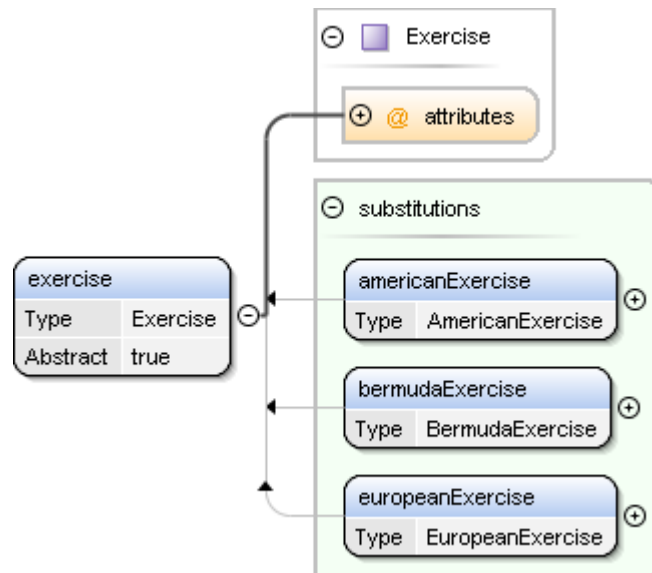 Exercise
@ attributes
substitutions
exercise
Type Exercise
Abstract true
americanExercise
Type AmericanExercise
bermudaExercise
Type BermudaExercise
europeanExercise
Type EuropeanExercise